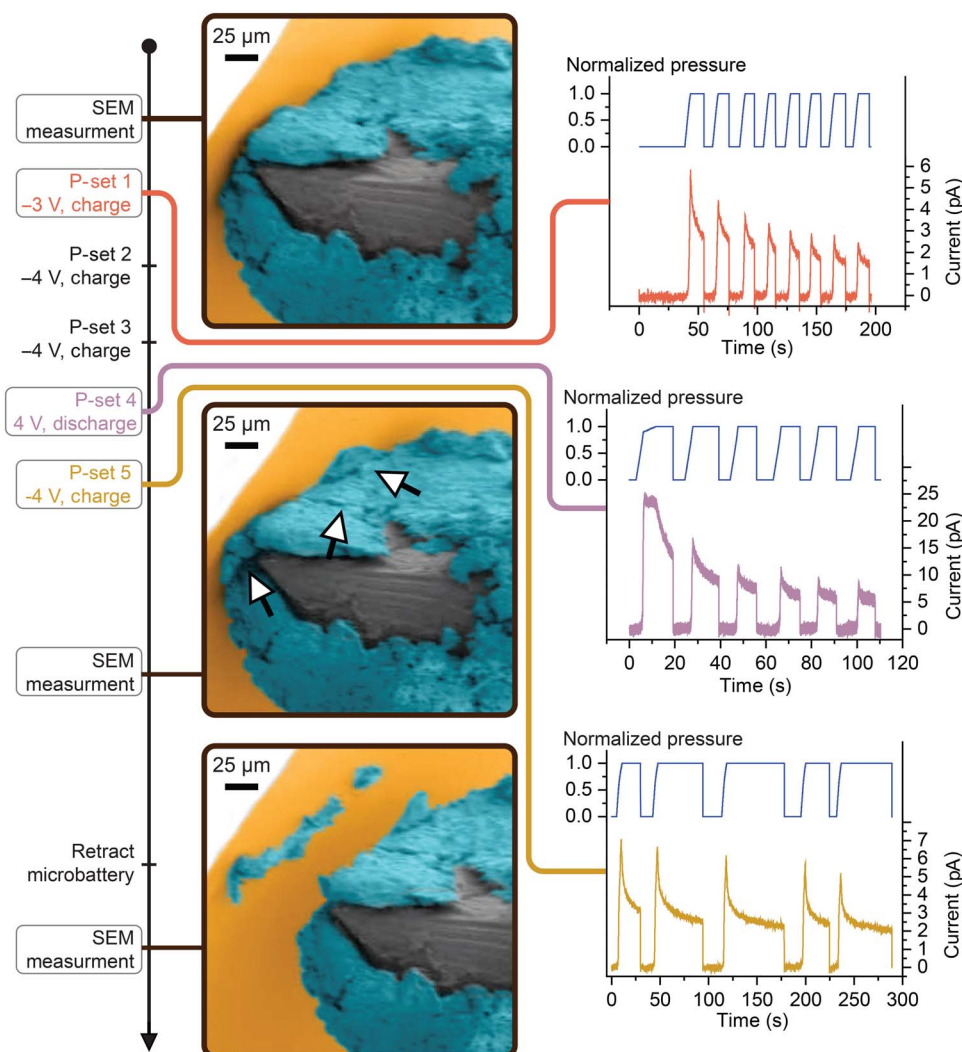 SEM
measurment
P-set 1
–3 V, charge
P-set 2
–4 V, charge
P-set 3
–4 V, charge
P-set 4
4 V, discharge
P-set 5
-4 V, charge
SEM
measurment
Retract
microbattery
SEM
measurment
25 µm
25 µm
25 µm
Normalized pressure
1.0
0.5
0.0
6
5
4
3
2
1
0
Current (pA)
0 50 100 150 200
Time (s)
Normalized pressure
1.0
0.5
0.0
25
20
15
10
5
0
Current (pA)
0 20 40 60 80 100 120
Time (s)
Normalized pressure
1.0
0.5
0.0
7
6
5
4
3
2
1
0
Current (pA)
0 50 100 150 200 250 300
Time (s)